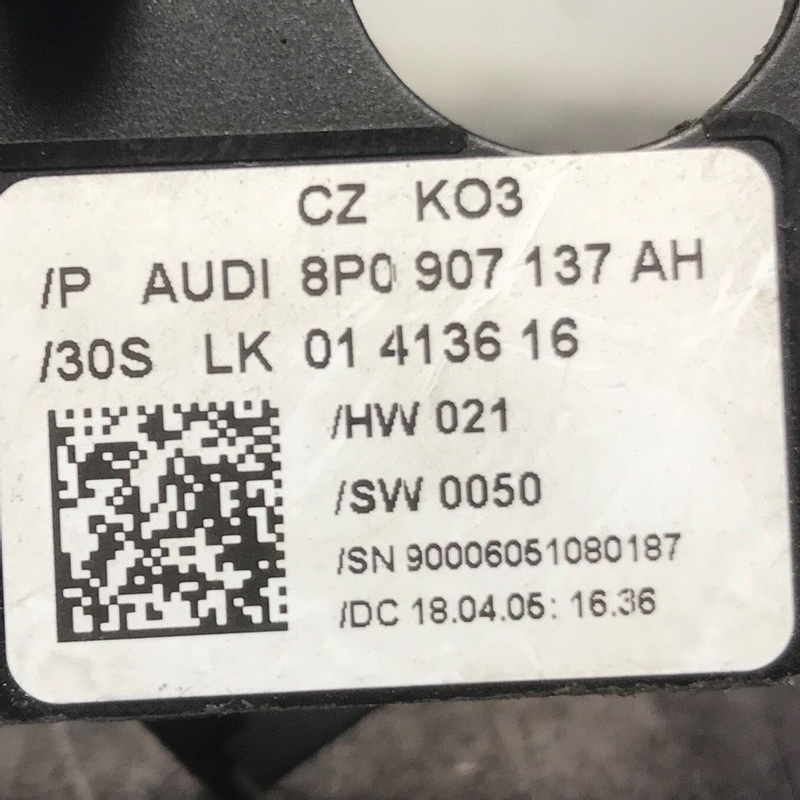 CZ KO3
/P AUDI 8P0 907 137 AH
/30S LK 01 4136 16
/HW 021
/SW 0050
/SN 90006051080187
/DC 18.04.05: 16.36